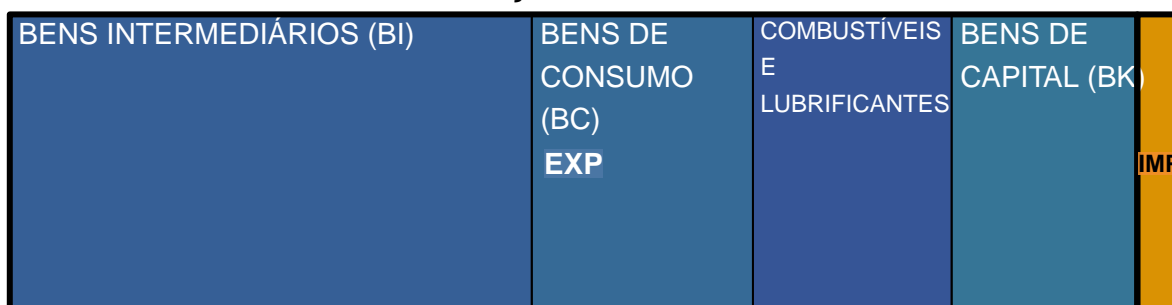 BENS INTERMEDIÁRIOS (BI)
BENS DE
CONSUMO
(BC)
EXP
COMBUSTÍVEIS
E
LUBRIFICANTES
BENS DE
CAPITAL (BK)